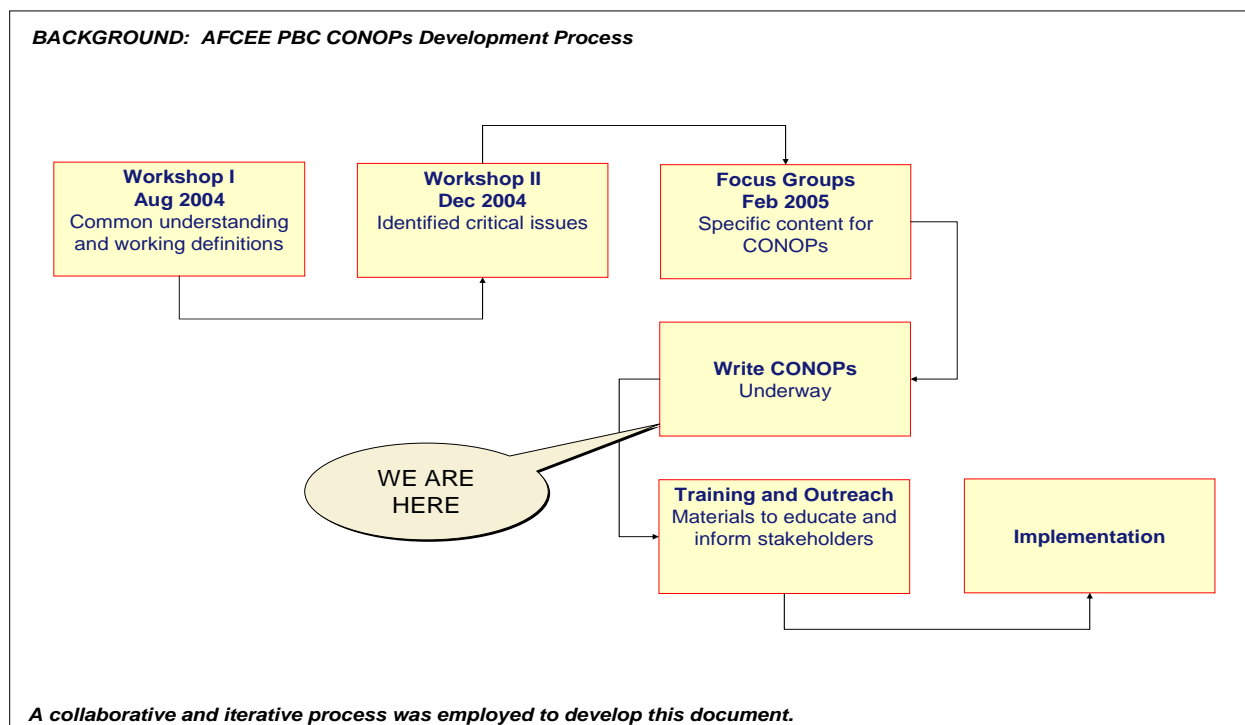 BACKGROUND: AFCEE PBC CONOPs Development Process
Workshop I
Aug 2004
Common understanding
and working definitions
Workshop II
Dec 2004
Identified critical issues
Focus Groups
Feb 2005
Specific content for
CONOPs
Write CONOPs
Underway
WE ARE
HERE
Training and Outreach
Materials to educate and
inform stakeholders
Implementation
A collaborative and iterative process was employed to develop this document.